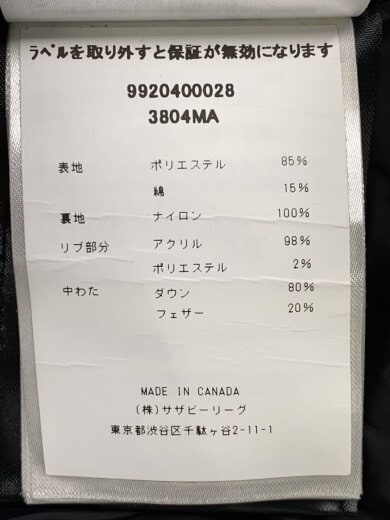 ラベルを取り外すと保証が無効になります
9920400028
3804MA
表地 ポリエステル 85%
綿 15%
裏地 ナイロン 100%
リブ部分 アクリル 98%
ポリエステル 2%
中わた ダウン 80%
フェザー 20%
MADE IN CANADA
(株)サザビーリーグ
東京都渋谷区千駄ヶ谷2-11-1